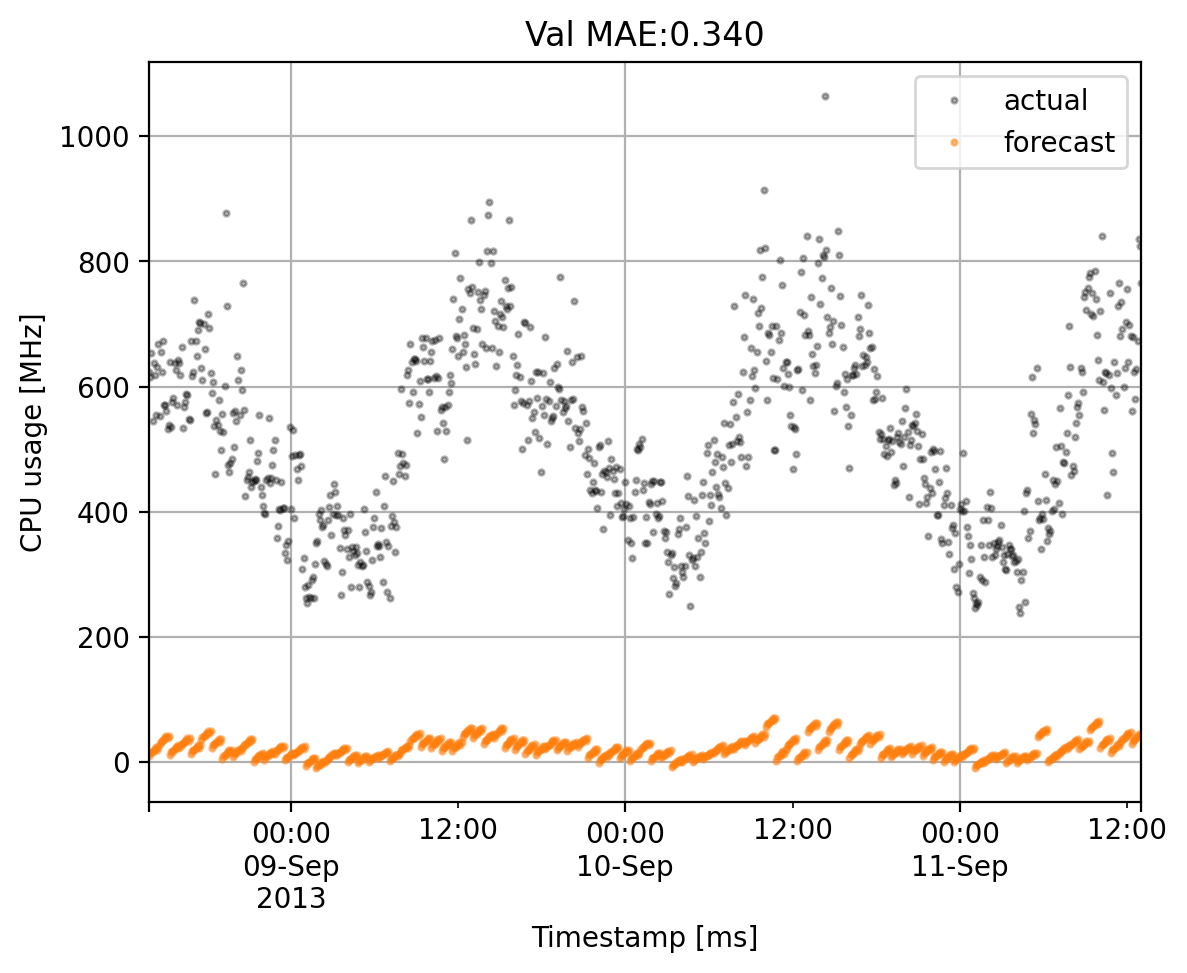 Val MAE:0.340
actual
forecast
CPU usage [MHz]
1000
800
600
400
200
0
00:00
09-Sep
2013
12:00
00:00
10-Sep
12:00
00:00
11-Sep
12:00
Timestamp [ms]